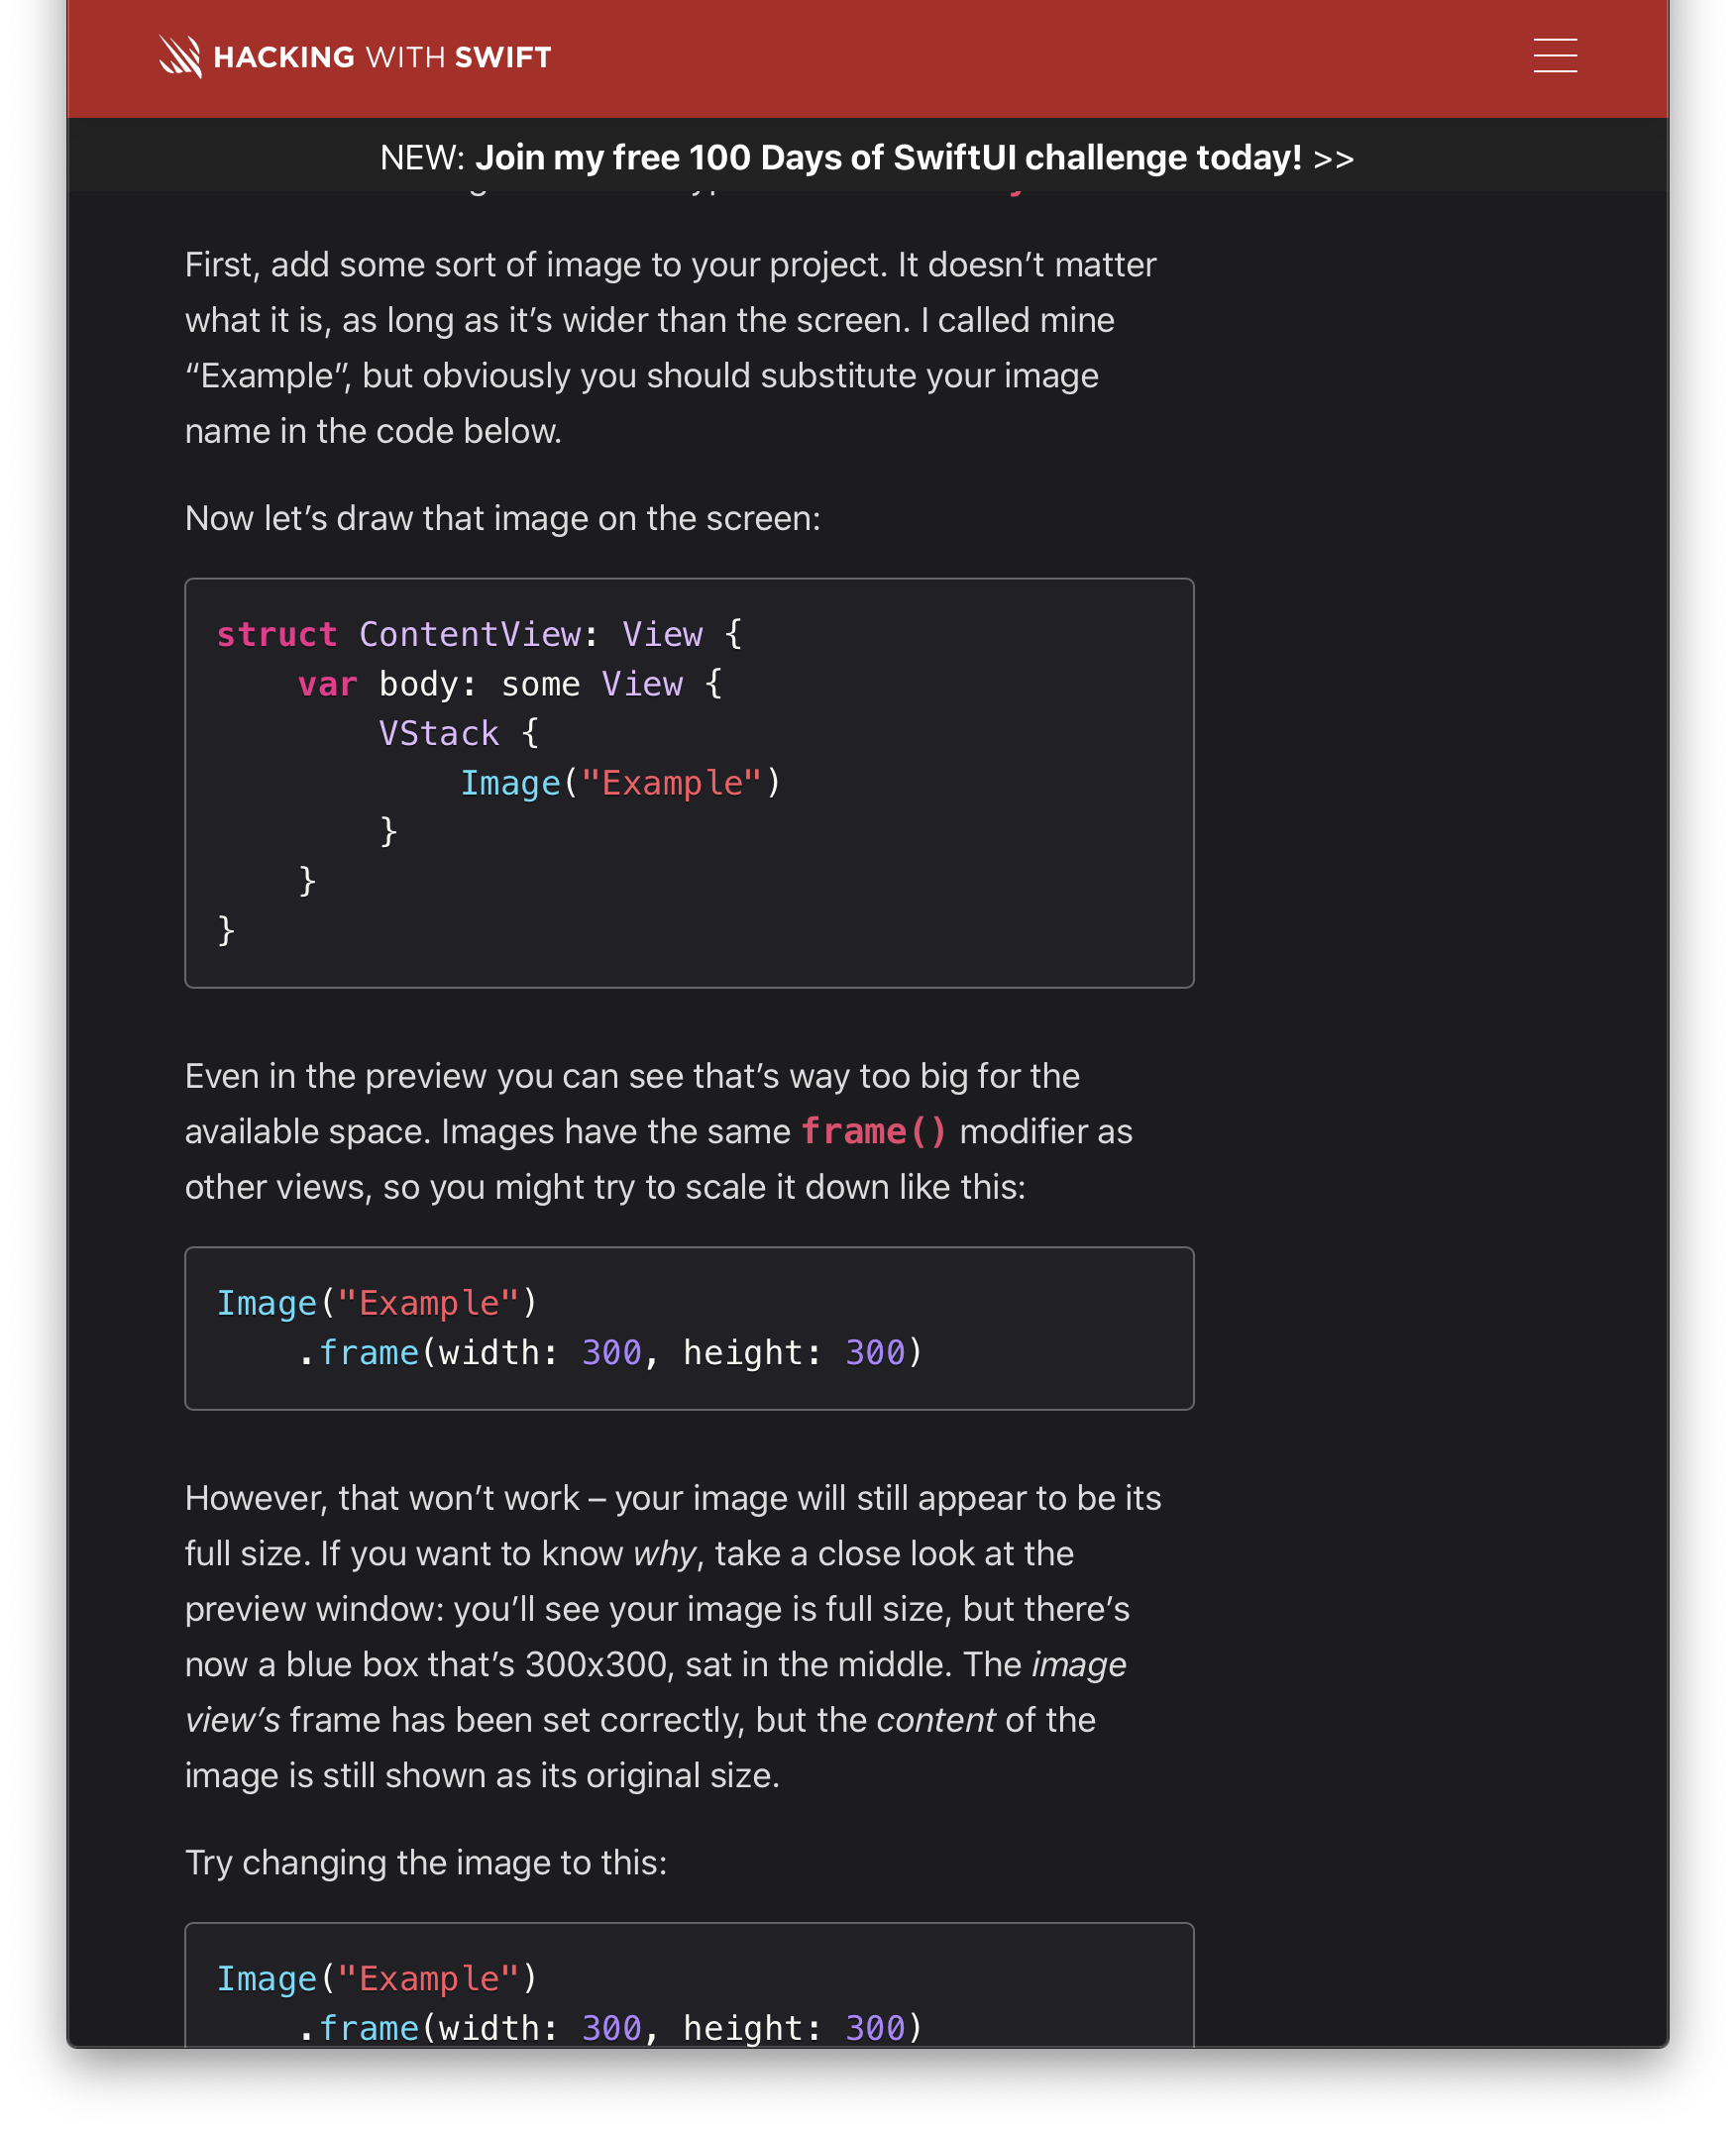 HACKING WITH SWIFT
NEW: Join my free 100 Days of SwiftUI challenge today! >>
First, add some sort of image to your project. It doesn’t matter
what it is, as long as it’s wider than the screen. I called mine
“Example”, but obviously you should substitute your image
name in the code below.
Now let’s draw that image on the screen:
struct ContentView: View {
    var body: some View {
        VStack {
            Image("Example")
        }
    }
}
Even in the preview you can see that’s way too big for the
available space. Images have the same frame() modifier as
other views, so you might try to scale it down like this:
Image("Example")
    .frame(width: 300, height: 300)
However, that won’t work – your image will still appear to be its
full size. If you want to know why, take a close look at the
preview window: you’ll see your image is full size, but there’s
now a blue box that’s 300x300, sat in the middle. The image
view’s frame has been set correctly, but the content of the
image is still shown as its original size.
Try changing the image to this:
Image("Example")
    .frame(width: 300, height: 300)